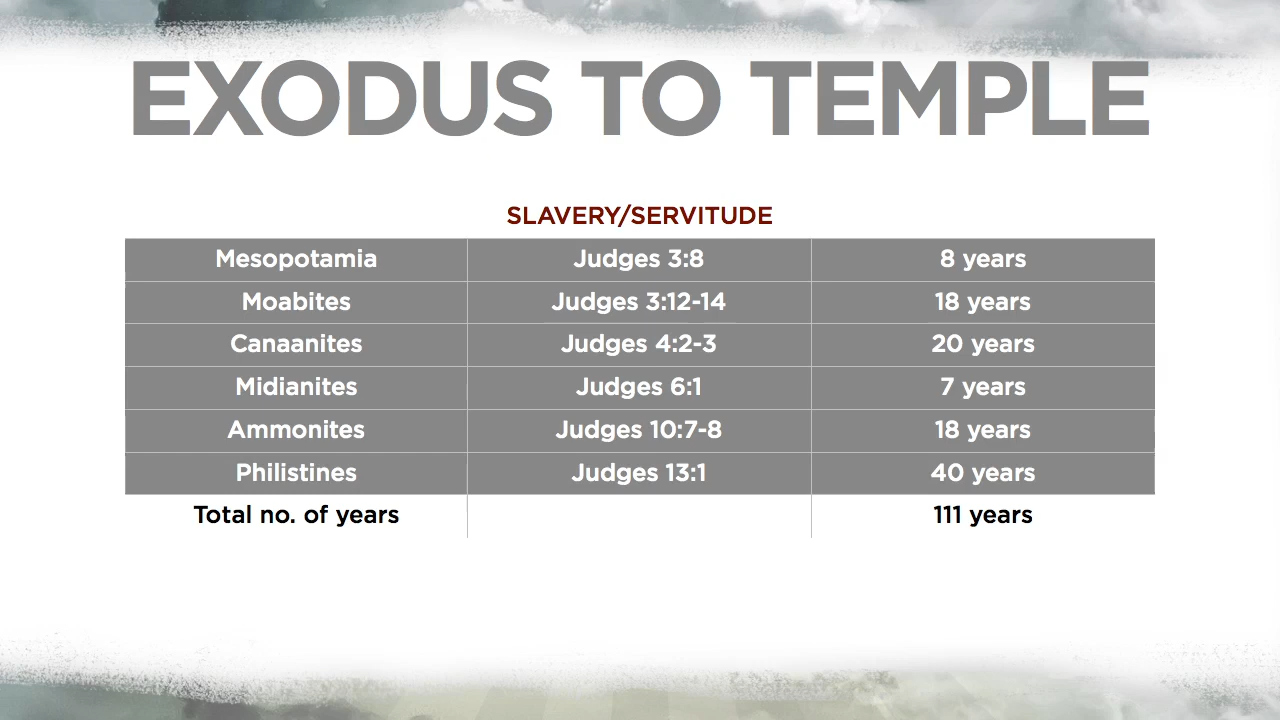 EXODUS TO TEMPLE
SLAVERY/SERVITUDE
Mesopotamia Judges 3:8 8 years
Moabites Judges 3:12-14 18 years
Canaanites Judges 4:2-3 20 years
Midianites Judges 6:1 7 years
Ammonites Judges 10:7-8 18 years
Philistines Judges 13:1 40 years
Total no. of years 111 years